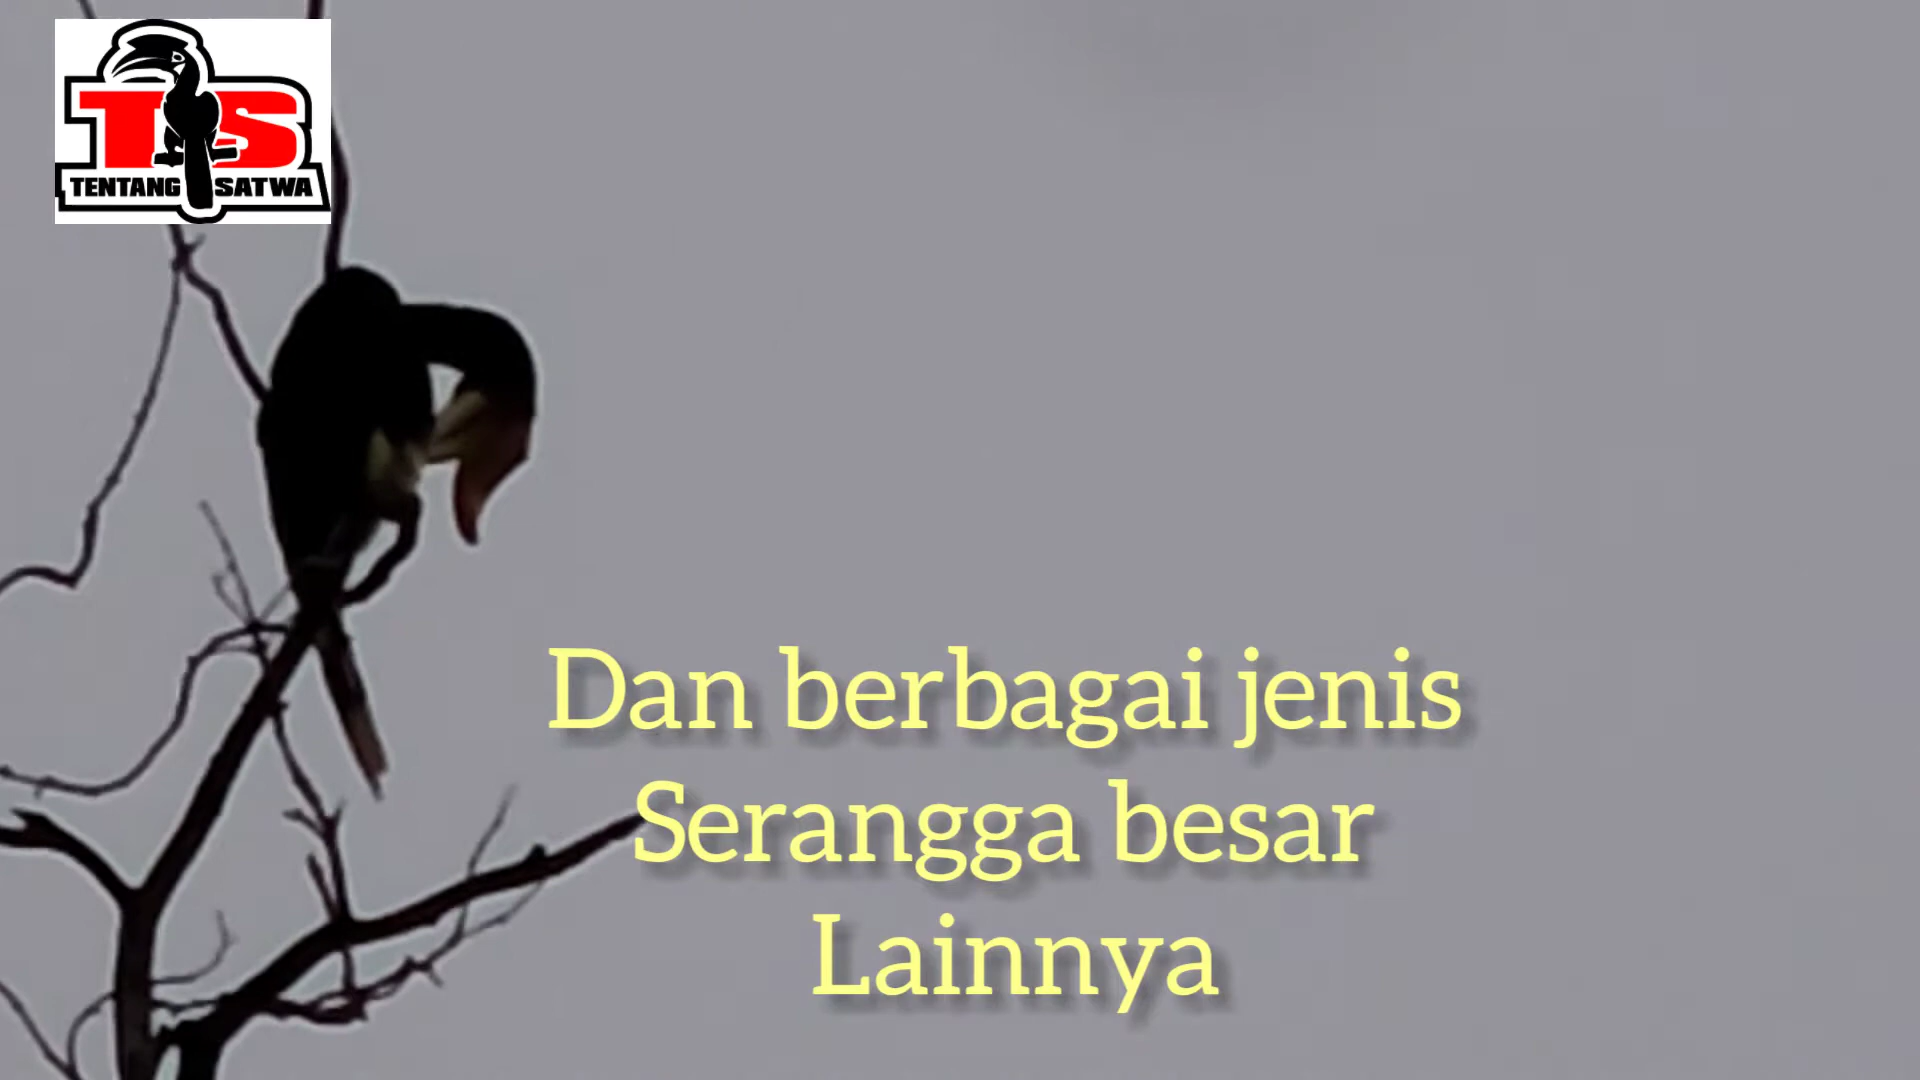 TS
TENTANG SATWA
Dan berbagai jenis
Serangga besar
Lainnya